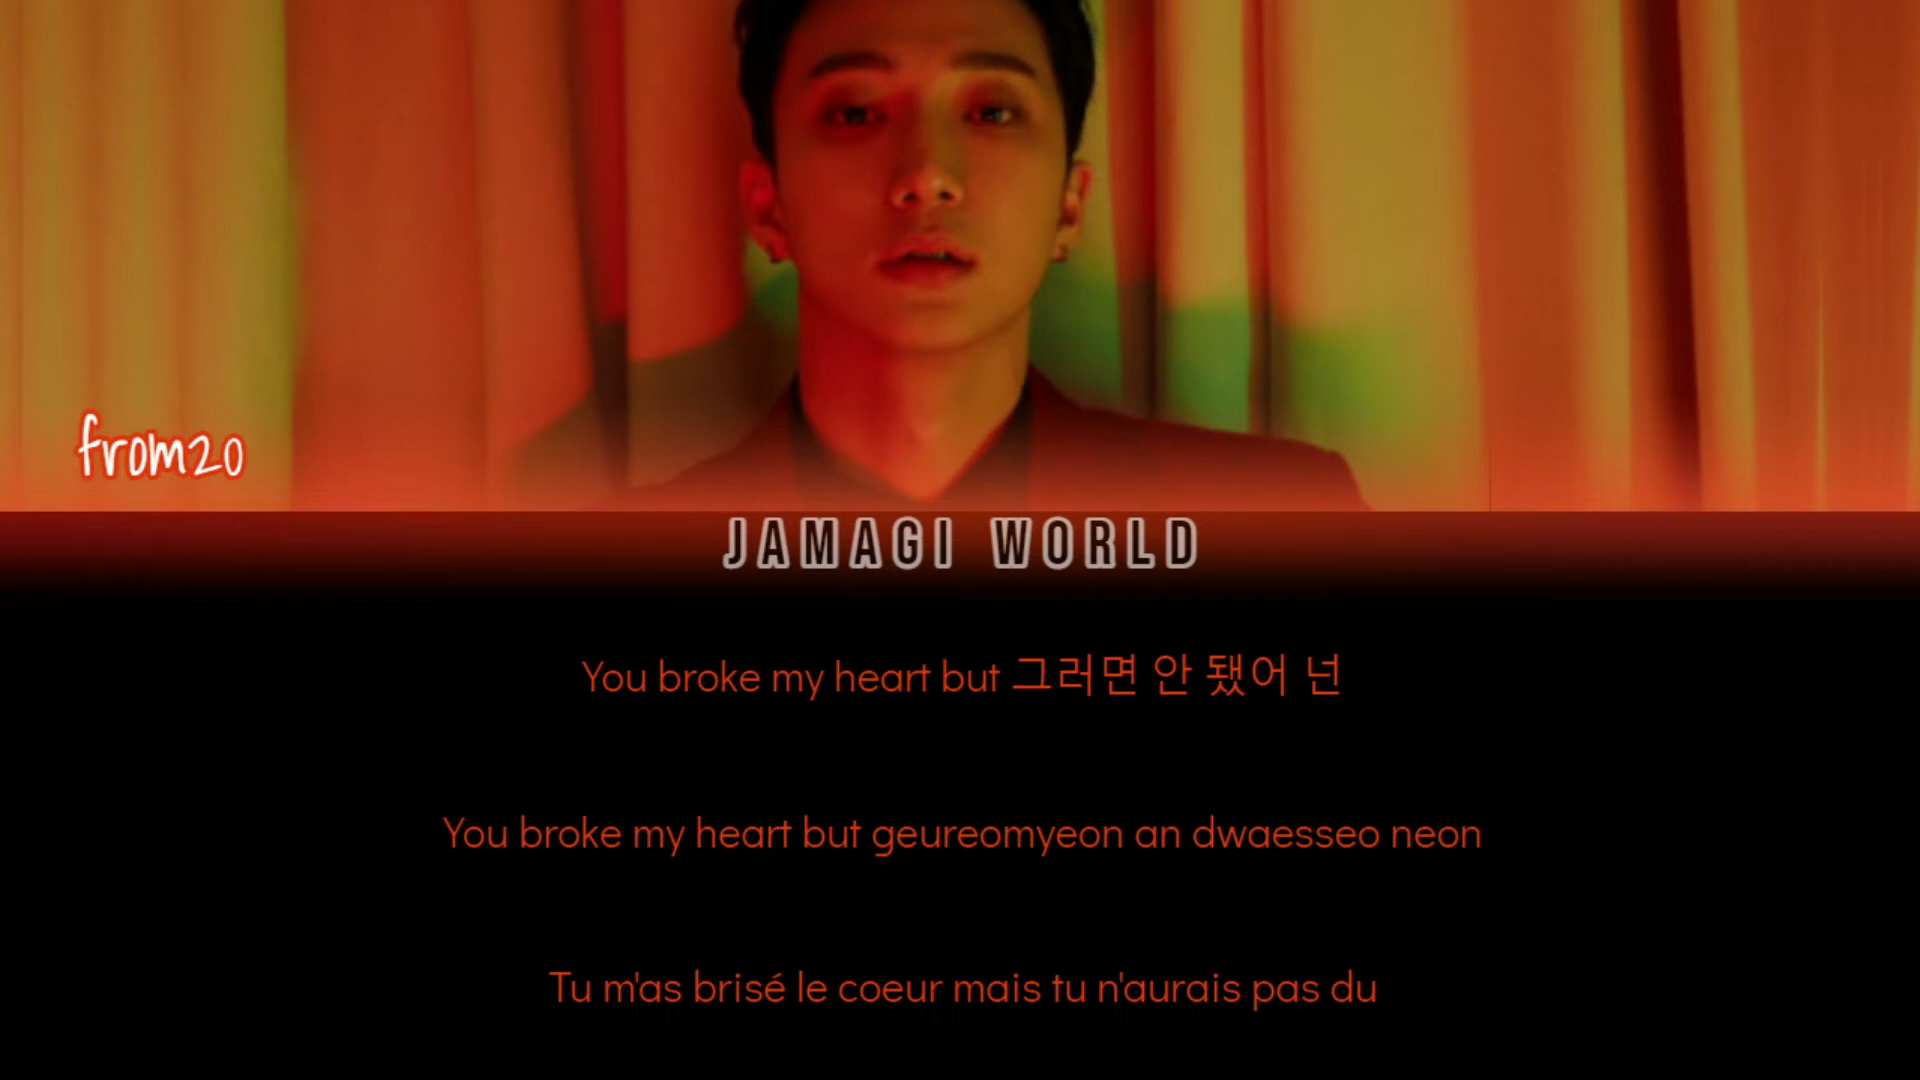 from20
JAMAGI WORLD
You broke my heart but 그러면 안 됐어 넌
You broke my heart but geureomyeon an dwaesseo neon
Tu m'as brisé le coeur mais tu n'aurais pas du